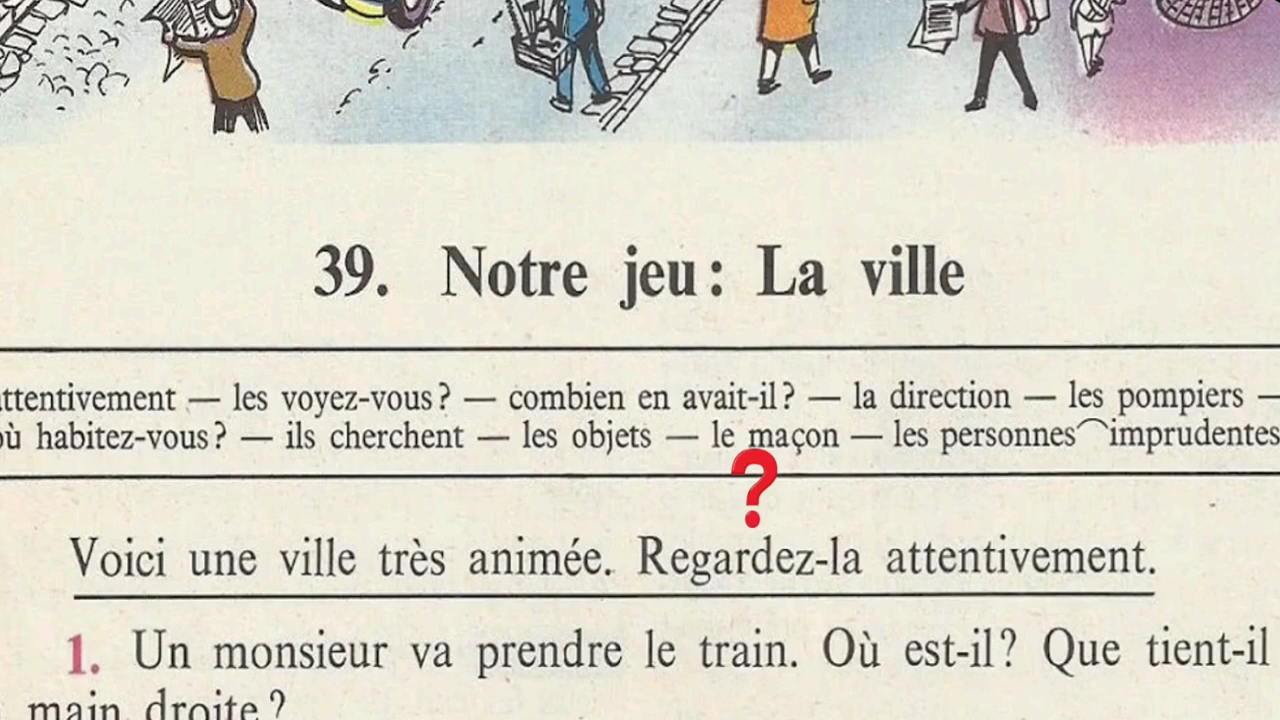 39. Notre jeu: La ville
attentivement — les voyez-vous? — combien en avait-il? — la direction — les pompiers —
où habitez-vous? — ils cherchent — les objets — le maçon — les personnes‿imprudentes
❓
Voici une ville très animée. Regardez-la attentivement.
1. Un monsieur va prendre le train. Où est-il? Que tient-il
main droite?